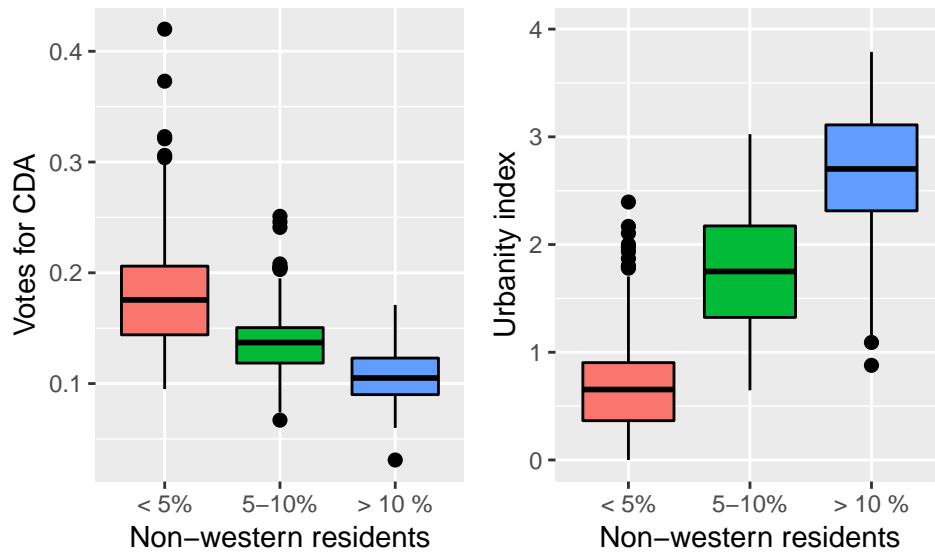 Votes for CDA
0.4
0.3
0.2
0.1
< 5%
5−10%
> 10 %
Non−western residents
Urbanity index
4
3
2
1
0
< 5%
5−10%
> 10 %
Non−western residents